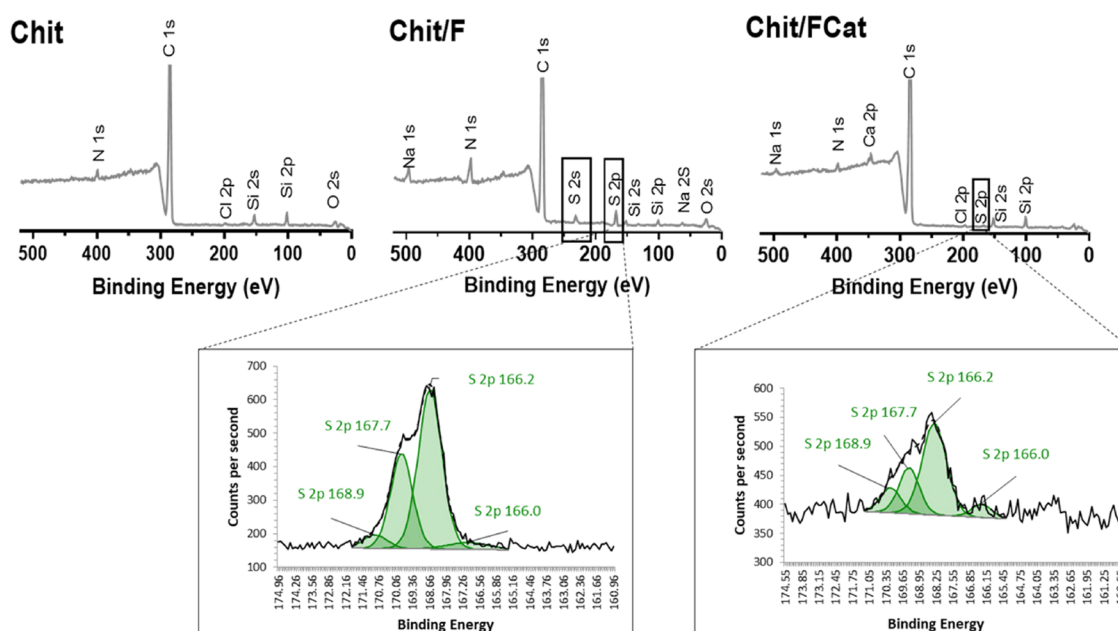 Chit
Chit/F
Chit/FCat
C 1s
N 1s
Cl 2p
Si 2s
Si 2p
O 2s
500 400 300 200 100 0
Binding Energy (eV)
Na 1s
N 1s
C 1s
S 2s
S 2p
Si 2s
Si 2p
Na 2S
O 2s
500 400 300 200 100 0
Binding Energy (eV)
Na 1s
N 1s
Ca 2p
C 1s
Cl 2p
S 2p
Si 2s
Si 2p
500 400 300 200 100 0
Binding Energy (eV)
700
600
500
400
300
200
100
Counts per second
S 2p 166.2
S 2p 167.7
S 2p 168.9
S 2p 166.0
174.96 174.26 173.56 172.86 172.16 171.46 170.76 170.06 169.36 168.66 167.96 167.26 166.56 165.86 165.16 164.46 163.76 163.06 162.36 161.66 160.96
Binding Energy
600
550
500
450
400
350
300
Counts per second
S 2p 166.2
S 2p 167.7
S 2p 168.9
S 2p 166.0
174.55 173.85 173.15 172.45 171.75 171.05 170.35 169.65 168.95 168.25 167.55 166.85 166.15 165.45 164.75 164.05 163.35 162.65 161.95 161.25
Binding Energy